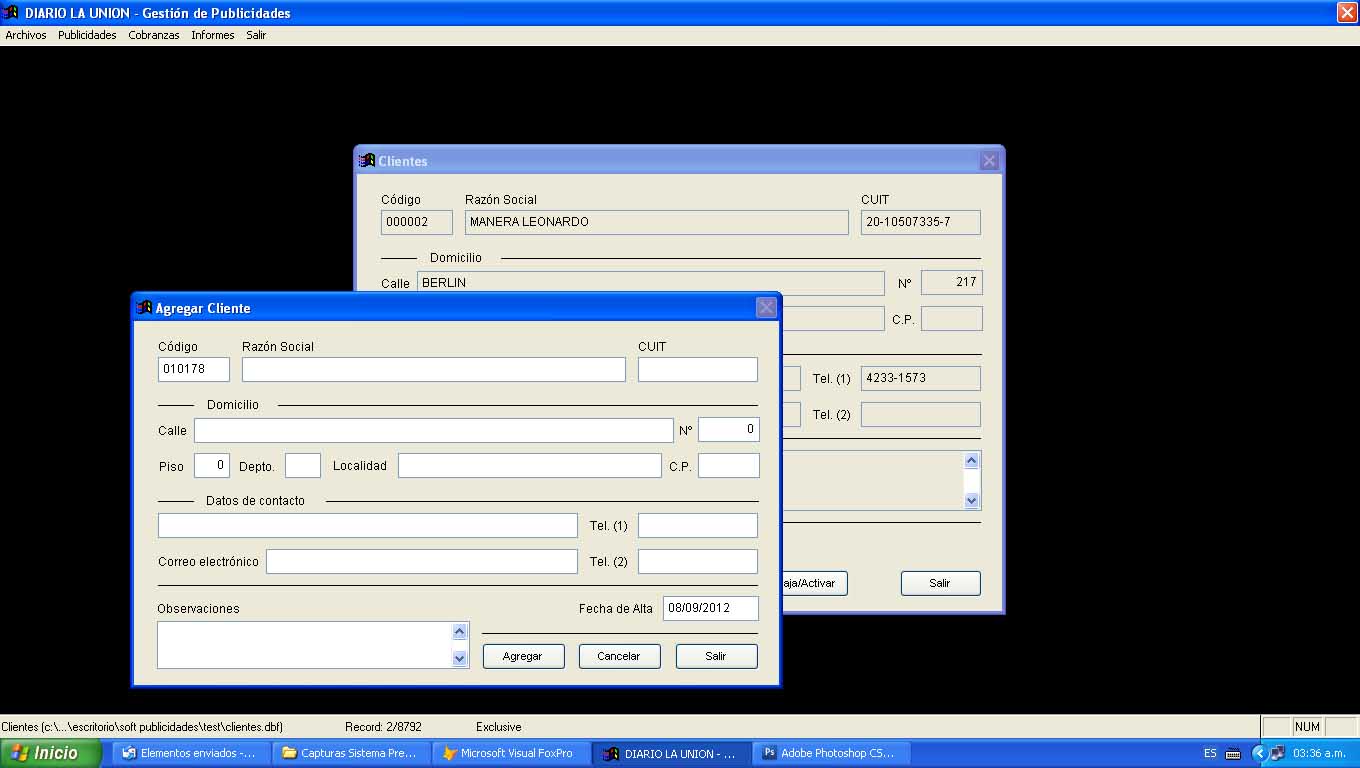 DIARIO LA UNION - Gestión de Publicidades
Archivos Publicidades Cobranzas Informes Salir
Clientes
Código Razón Social CUIT
000002 MANERA LEONARDO 20-10507335-7
Domicilio
Calle BERLIN Nº 217
C.P.
Tel. (1) 4233-1573
Tel. (2)
aja/Activar Salir
Agregar Cliente
Código Razón Social CUIT
010178
Domicilio
Calle Nº 0
Piso 0 Depto. Localidad C.P.
Datos de contacto
Tel. (1)
Correo electrónico Tel. (2)
Observaciones Fecha de Alta 08/09/2012
Agregar Cancelar Salir
Clientes (c:\...\escritorio\soft publicidades\test\clientes.dbf) Record: 2/8792 Exclusive NUM
Inicio Elementos enviados -... Capturas Sistema Pre... Microsoft Visual FoxPro DIARIO LA UNION - ... Ps Adobe Photoshop CS... ES 03:36 a.m.